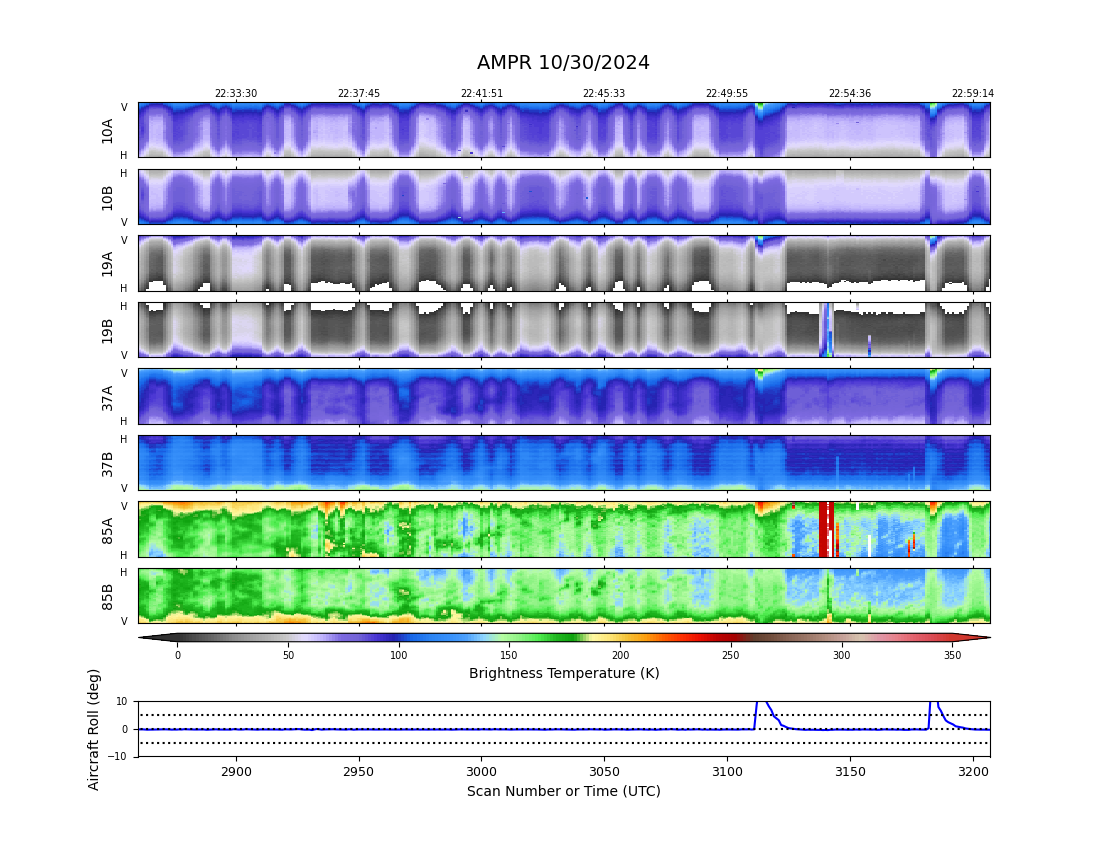 AMPR 10/30/2024
22:33:30 22:37:45 22:41:51 22:45:33 22:49:55 22:54:36 22:59:14
V
10A
H
H
10B
V
V
19A
H
H
19B
V
V
37A
H
H
37B
V
V
85A
H
H
85B
V
0 50 100 150 200 250 300 350
Brightness Temperature (K)
Aircraft Roll (deg)
10
0
−10
2900 2950 3000 3050 3100 3150 3200
Scan Number or Time (UTC)